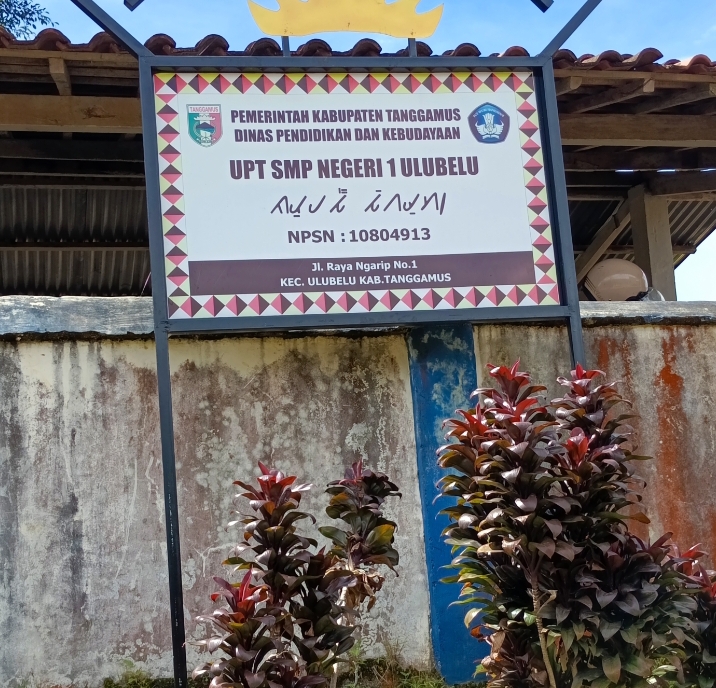 TANGGAMUS
PEMERINTAH KABUPATEN TANGGAMUS
DINAS PENDIDIKAN DAN KEBUDAYAAN
UPT SMP NEGERI 1 ULUBELU
NPSN : 10804913
Jl. Raya Ngarip No.1
KEC. ULUBELU KAB.TANGGAMUS